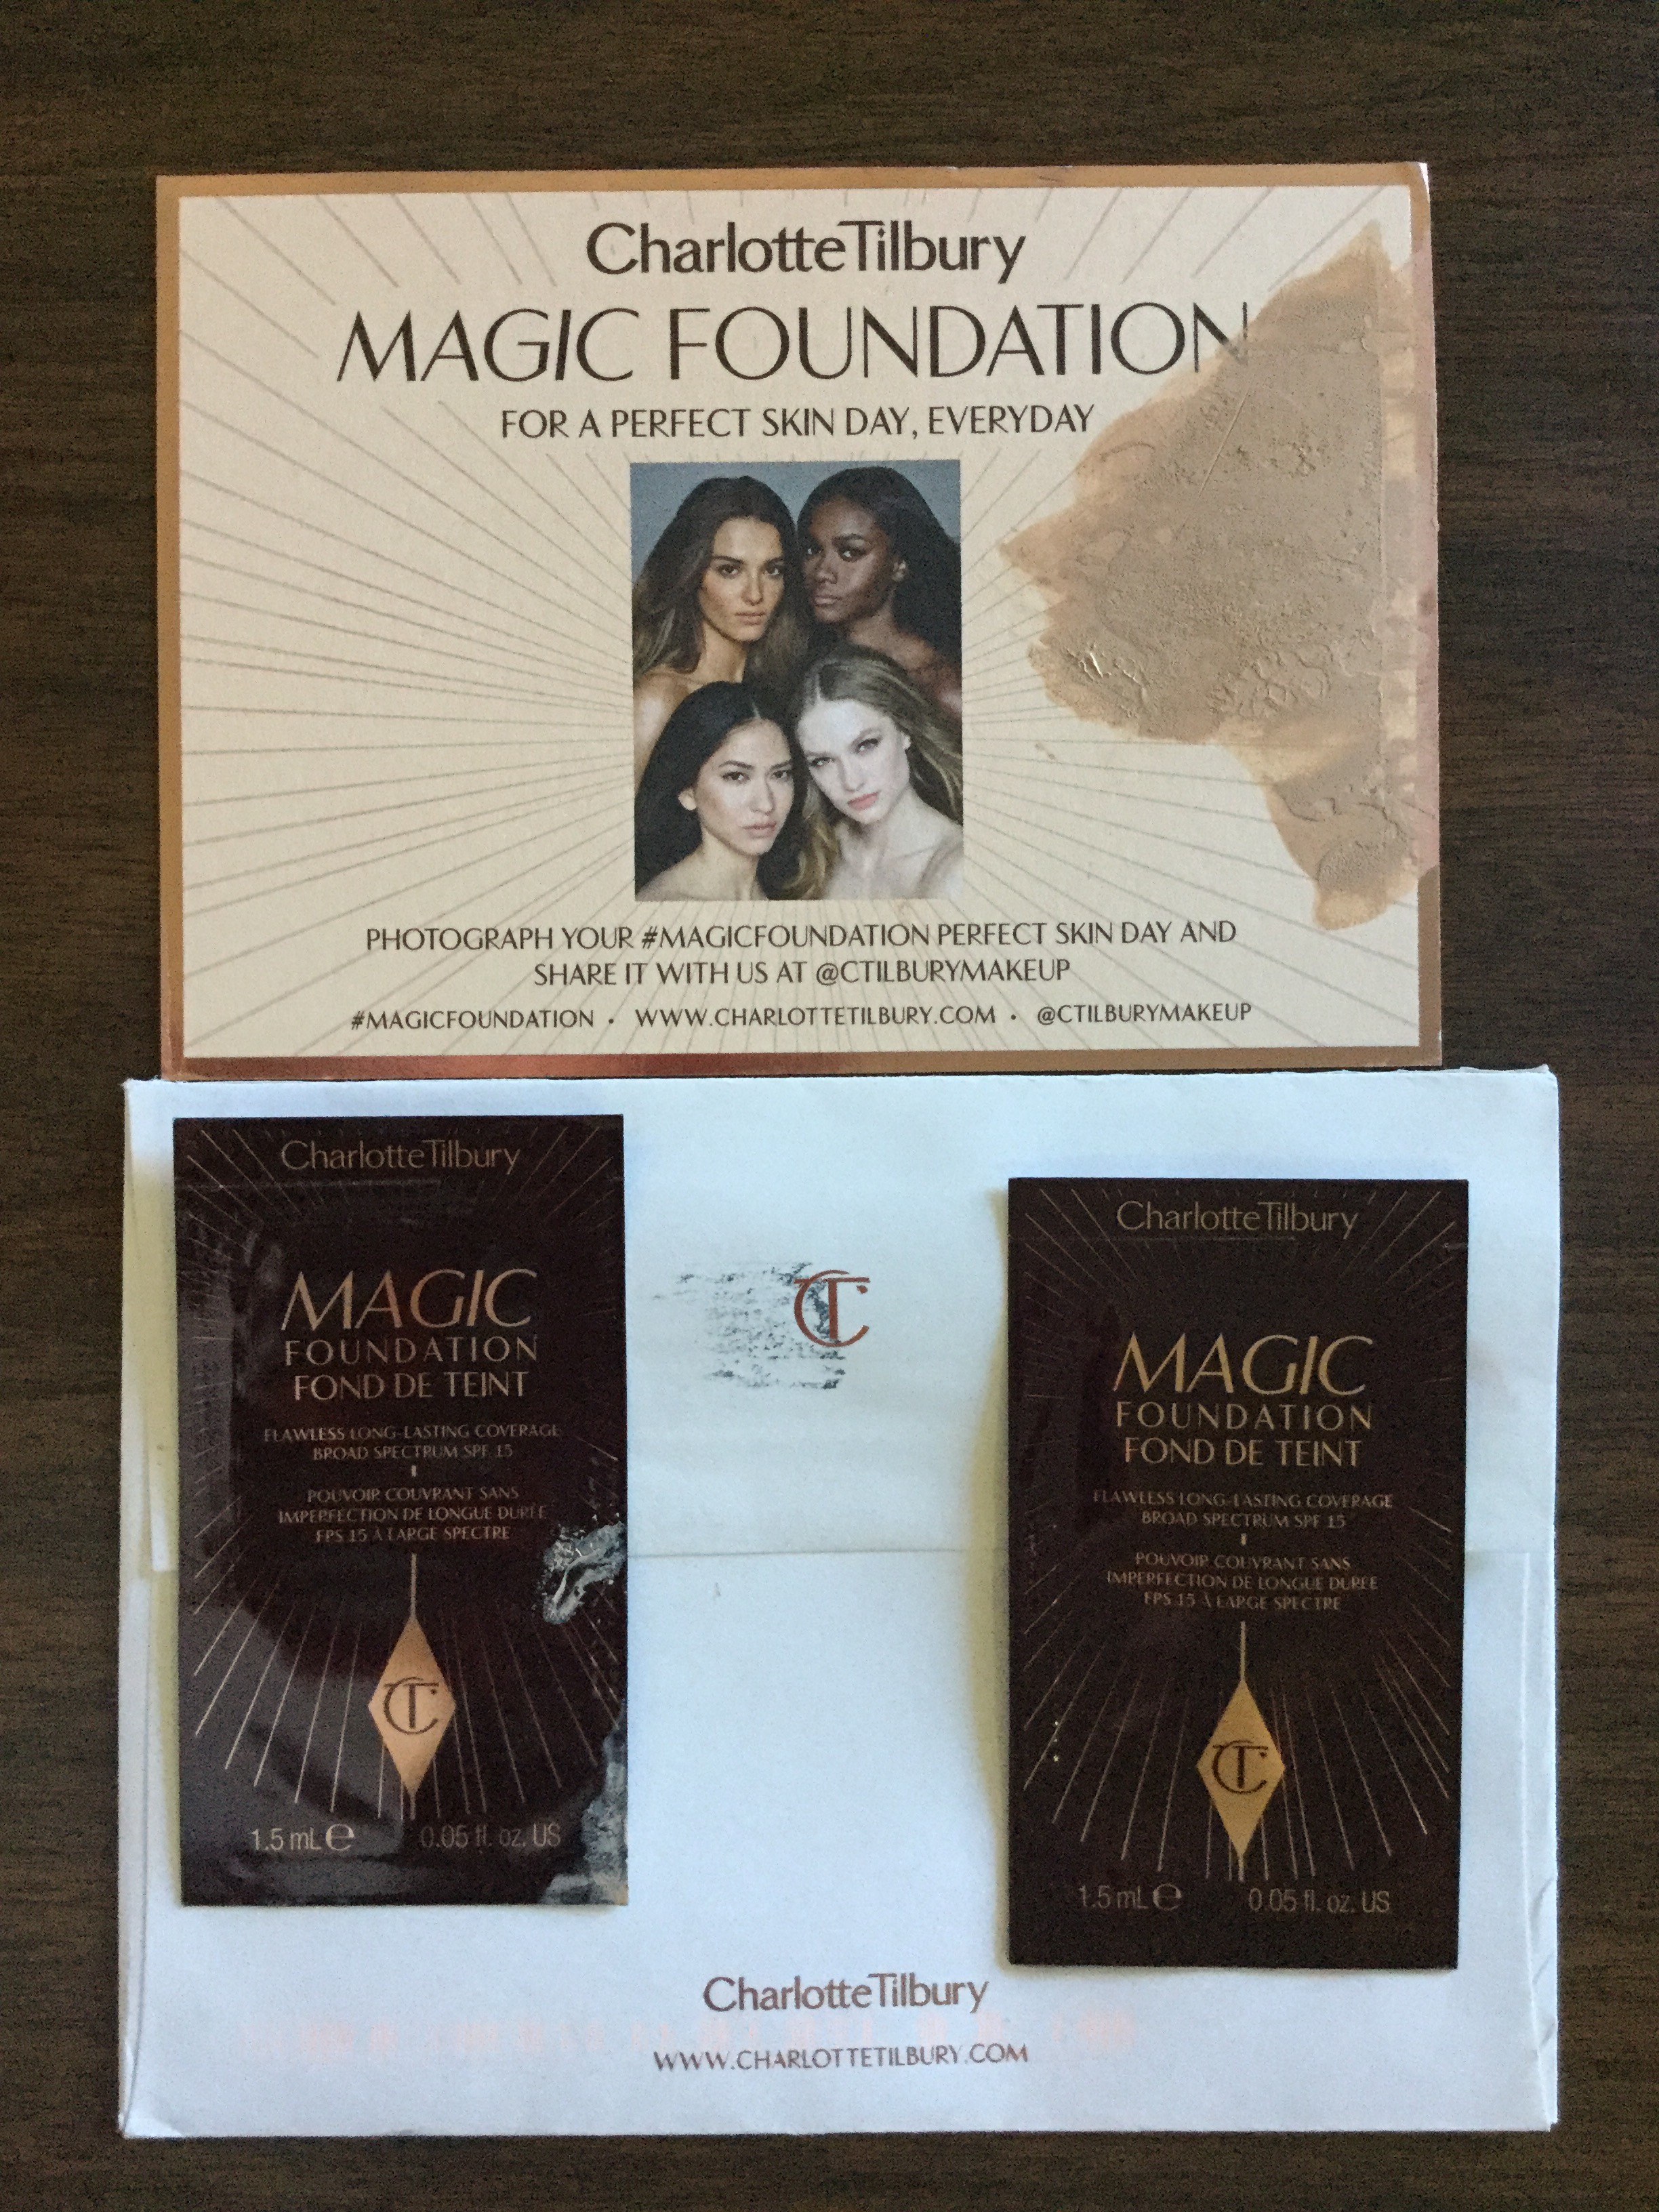 CharlotteTilbury
MAGIC FOUNDATION
FOR A PERFECT SKIN DAY, EVERYDAY
PHOTOGRAPH YOUR #MAGICFOUNDATION PERFECT SKIN DAY AND
SHARE IT WITH US AT @CTILBURYMAKEUP
#MAGICFOUNDATION • WWW.CHARLOTTETILBURY.COM • @CTILBURYMAKEUP
CharlotteTilbury
MAGIC
FOUNDATION
FOND DE TEINT
FLAWLESS LONG-LASTING COVERAGE
BROAD SPECTRUM SPF 15
POUVOIR COUVRANT SANS
IMPERFECTION DE LONGUE DURÉE
FPS 15 À LARGE SPECTRE
CT
1.5 mL e 0.05 fl. oz. US
CT
CharlotteTilbury
MAGIC
FOUNDATION
FOND DE TEINT
FLAWLESS LONG-LASTING COVERAGE
BROAD SPECTRUM SPF 15
POUVOIR COUVRANT SANS
IMPERFECTION DE LONGUE DURÉE
FPS 15 À LARGE SPECTRE
CT
1.5 mL e 0.05 fl. oz. US
CharlotteTilbury
WWW.CHARLOTTETILBURY.COM